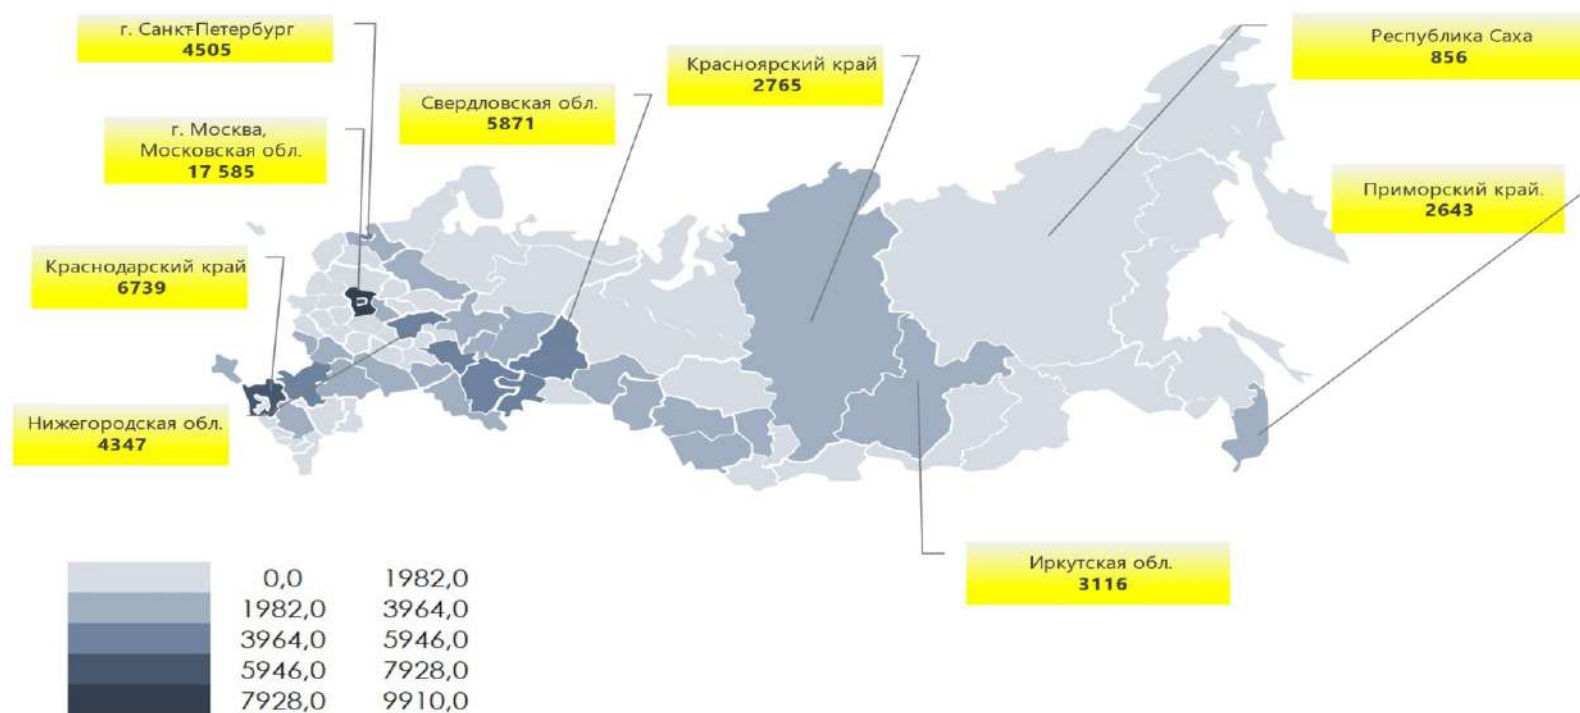 г. Санкт-Петербург
4505
Красноярский край
2765
Республика Саха
856
Свердловская обл.
5871
г. Москва,
Московская обл.
17 585
Приморский край.
2643
Краснодарский край
6739
Нижегородская обл.
4347
Иркутская обл.
3116
0,0 1982,0
1982,0 3964,0
3964,0 5946,0
5946,0 7928,0
7928,0 9910,0